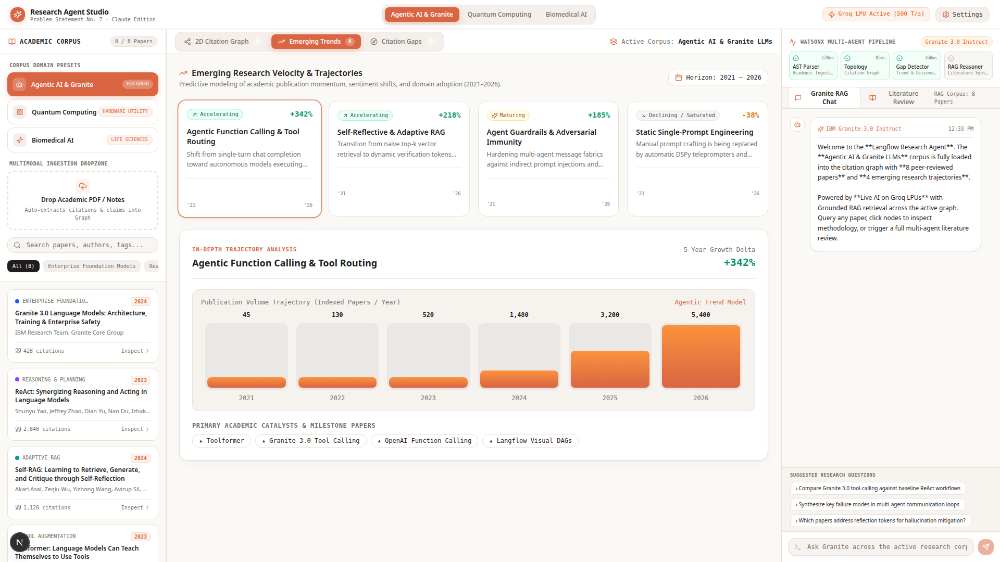 Research Agent Studio
Problem Statement No. 7 · Claude Edition
Agentic AI & Granite
Quantum Computing
Biomedical AI
Groq LPU Active (500 T/s)
Settings
ACADEMIC CORPUS
8 / 8 Papers
CORPUS DOMAIN PRESETS
Agentic AI & Granite
FEATURED
Quantum Computing
HARDWARE UTILITY
Biomedical AI
LIFE SCIENCES
MULTIMODAL INGESTION DROPZONE
Drop Academic PDF / Notes
Auto-extracts citations & claims into
Graph
Search papers, authors, tags...
All (8)
Enterprise Foundation Models
Rea
ENTERPRISE FOUNDATIO…
2024
Granite 3.0 Language Models: Architecture,
Training & Enterprise Safety
IBM Research Team, Granite Core Group
428 citations
Inspect
REASONING & PLANNING
2023
ReAct: Synergizing Reasoning and Acting in
Language Models
Shunyu Yao, Jeffrey Zhao, Dian Yu, Nan Du, Izhak…
2,840 citations
Inspect
ADAPTIVE RAG
2024
Self-RAG: Learning to Retrieve, Generate,
and Critique through Self-Reflection
Akari Asai, Zeqiu Wu, Yizhong Wang, Avirup Sil, …
1,120 citations
Inspect
OOL AUGMENTATION
2023
former: Language Models Can Teach
Themselves to Use Tools
N
2D Citation Graph
8
Emerging Trends
4
Citation Gaps
3
Active Corpus: Agentic AI & Granite LLMs
Emerging Research Velocity & Trajectories
Predictive modeling of academic publication momentum, sentiment shifts, and domain adoption (2021–2026).
Horizon: 2021 — 2026
Accelerating
+342%
Agentic Function Calling & Tool
Routing
Shift from single-turn chat completion
toward autonomous models executing…
'21
'26
Accelerating
+218%
Self-Reflective & Adaptive RAG
Transition from naive top-k vector
retrieval to dynamic verification tokens…
'21
'26
Maturing
+185%
Agent Guardrails & Adversarial
Immunity
Hardening multi-agent message fabrics
against indirect prompt injections and…
'21
'26
Declining / Saturated
-38%
Static Single-Prompt Engineering
Manual prompt crafting is being replaced
by automatic DSPy teleprompters and…
'21
'26
IN-DEPTH TRAJECTORY ANALYSIS
Agentic Function Calling & Tool Routing
5-Year Growth Delta
+342%
Publication Volume Trajectory (Indexed Papers / Year)
Agentic Trend Model
45
130
520
1,480
3,200
5,400
2021
2022
2023
2024
2025
2026
PRIMARY ACADEMIC CATALYSTS & MILESTONE PAPERS
★ Toolformer
★ Granite 3.0 Tool Calling
★ OpenAI Function Calling
★ Langflow Visual DAGs
WATSONX MULTI-AGENT PIPELINE
Granite 3.0 Instruct
120ms
AST Parser
Academic Ingest…
85ms
Topology
Citation Graph
160ms
Gap Detector
Trend & Discove…
RAG Reasoner
Literature Synt…
Granite RAG
Chat
Literature
Review
RAG Corpus: 8
Papers
IBM Granite 3.0 Instruct
12:33 PM
Welcome to the **Langflow Research Agent**. The
**Agentic AI & Granite LLMs** corpus is fully loaded
into the citation graph with **8 peer-reviewed
papers** and **4 emerging research trajectories**.
Powered by **Live AI on Groq LPUs** with
Grounded RAG retrieval across the active graph.
Query any paper, click nodes to inspect
methodology, or trigger a full multi-agent literature
review.
SUGGESTED RESEARCH QUESTIONS
› Compare Granite 3.0 tool-calling against baseline ReAct workflows
› Synthesize key failure modes in multi-agent communication loops
› Which papers address reflection tokens for hallucination mitigation?
Ask Granite across the active research corp